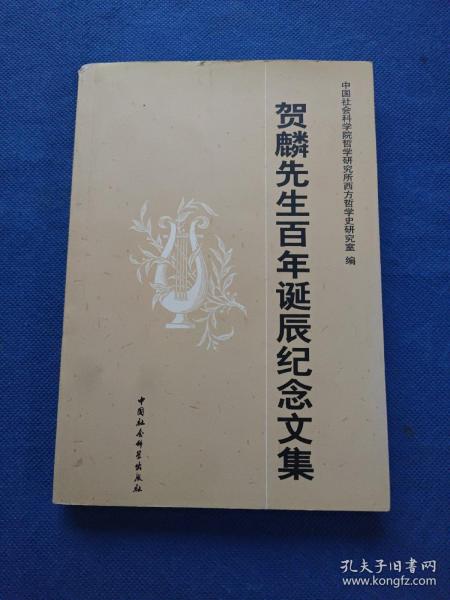 中国社会科学院哲学研究所西方哲学史研究室 编
贺麟先生百年诞辰纪念文集
中国社会科学出版社
孔夫子旧书网
www.kongfz.com